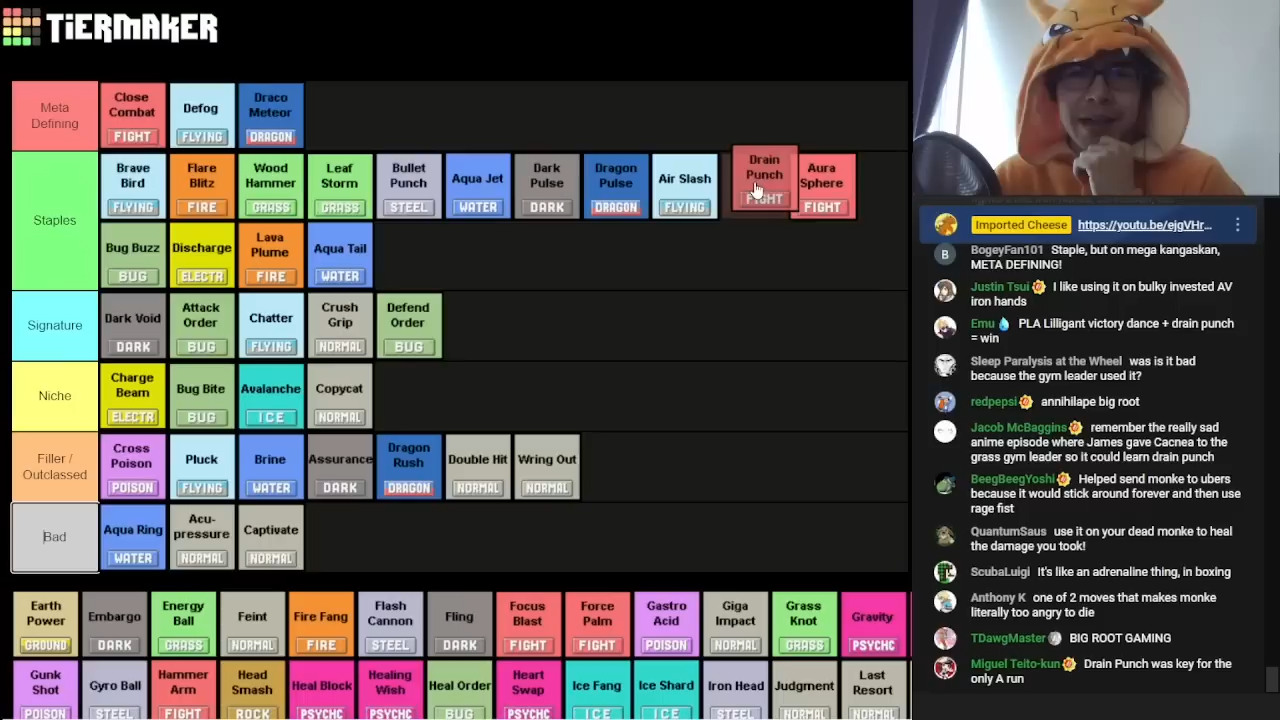 TiERMAKER
Meta
Defining
Close
Combat
FIGHT
Defog
FLYING
Draco
Meteor
DRAGON
Staples
Brave
Bird
FLYING
Flare
Blitz
FIRE
Wood
Hammer
GRASS
Leaf
Storm
GRASS
Bullet
Punch
STEEL
Aqua Jet
WATER
Dark
Pulse
DARK
Dragon
Pulse
DRAGON
Air Slash
FLYING
Drain
Punch
FIGHT
Aura
Sphere
FIGHT
Bug Buzz
BUG
Discharge
ELECTR
Lava
Plume
FIRE
Aqua Tail
WATER
Signature
Dark Void
DARK
Attack
Order
BUG
Chatter
FLYING
Crush
Grip
NORMAL
Defend
Order
BUG
Niche
Charge
Beam
ELECTR
Bug Bite
BUG
Avalanche
ICE
Copycat
NORMAL
Filler /
Outclassed
Cross
Poison
POISON
Pluck
FLYING
Brine
WATER
Assurance
DARK
Dragon
Rush
DRAGON
Double Hit
NORMAL
Wring Out
NORMAL
Bad
Aqua Ring
WATER
Acu-
pressure
NORMAL
Captivate
NORMAL
Earth
Power
GROUND
Embargo
DARK
Energy
Ball
GRASS
Feint
NORMAL
Fire Fang
FIRE
Flash
Cannon
STEEL
Fling
DARK
Focus
Blast
FIGHT
Force
Palm
FIGHT
Gastro
Acid
POISON
Giga
Impact
NORMAL
Grass
Knot
GRASS
Gravity
PSYCHC
Gunk
Shot
POISON
Gyro Ball
STEEL
Hammer
Arm
FIGHT
Head
Smash
ROCK
Heal Block
PSYCHC
Healing
Wish
PSYCHC
Heal Order
BUG
Heart
Swap
PSYCHC
Ice Fang
ICE
Ice Shard
ICE
Iron Head
STEEL
Judgment
NORMAL
Last
Resort
NORMAL
Imported Cheese https://youtu.be/ejgVHr...
B BogeyFan101 Staple, but on mega kangaskan,
META DEFINING!
Justin Tsui I like using it on bulky invested AV
iron hands
Emu PLA Lilligant victory dance + drain punch
= win
Sleep Paralysis at the Wheel was is it bad
because the gym leader used it?
redpepsi annihilape big root
Jacob McBaggins remember the really sad
anime episode where James gave Cacnea to the
grass gym leader so it could learn drain punch
BeegBeegYoshi Helped send monke to ubers
because it would stick around forever and then use
rage fist
QuantumSaus use it on your dead monke to heal
the damage you took!
ScubaLuigi It's like an adrenaline thing, in boxing
Anthony K one of 2 moves that makes monke
literally too angry to die
TDawgMaster BIG ROOT GAMING
Miguel Teito-kun Drain Punch was key for the
only A run